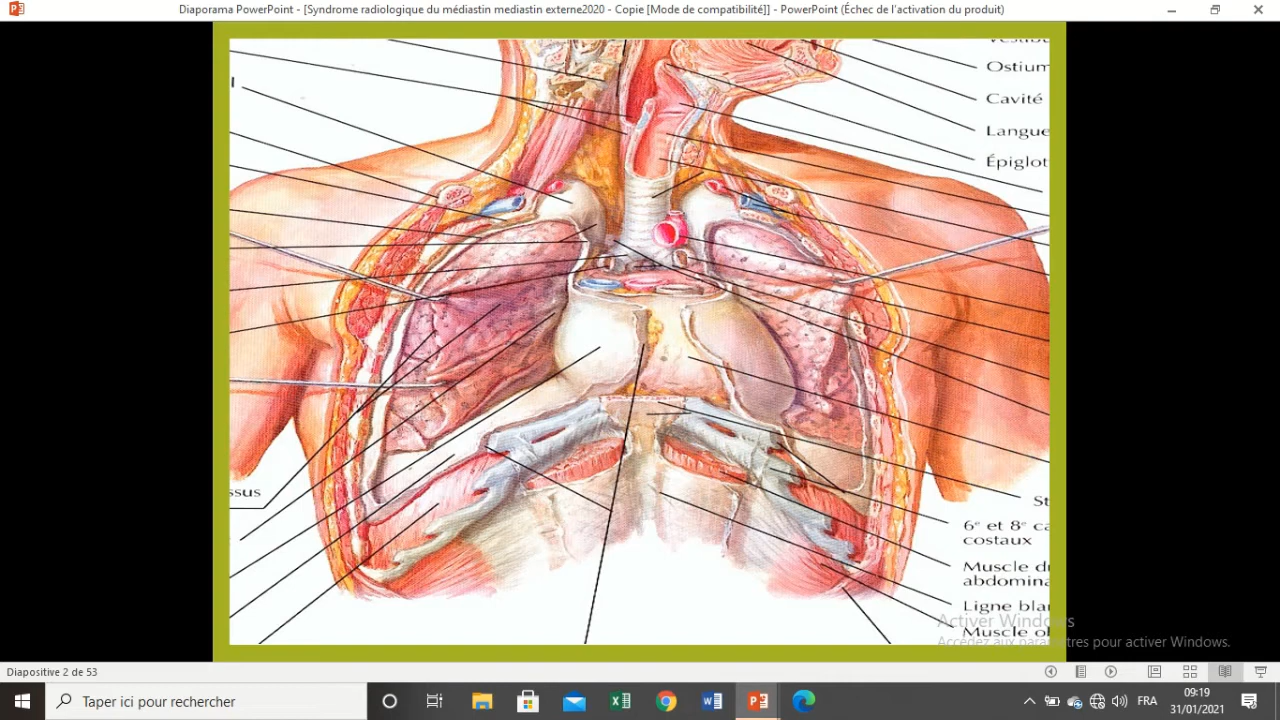 Diaporama PowerPoint - [Syndrome radiologique du médiastin mediastin externe2020 - Copie [Mode de compatibilité]] - PowerPoint (Échec de l'activation du produit)
Ostium
Cavité
Langue
Épiglot
I
ssus
St
6e et 8e ca
costaux
Muscle d
abdomina
Ligne bla
Muscle ol
Activer Windows
Accédez aux paramètres pour activer Windows.
Diapositive 2 de 53
Taper ici pour rechercher
FRA
09:19
31/01/2021